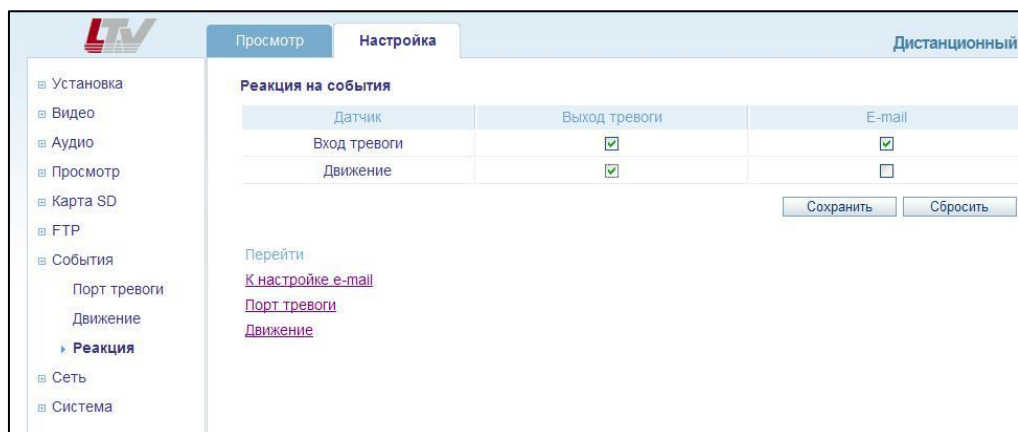 LTV
Просмотр
Настройка
Дистанционный
Установка
Видео
Аудио
Просмотр
Карта SD
FTP
События
Порт тревоги
Движение
Реакция
Сеть
Система
Реакция на события
Датчик Выход тревоги E-mail
Вход тревоги
Движение
Сохранить Сбросить
Перейти
К настройке e-mail
Порт тревоги
Движение